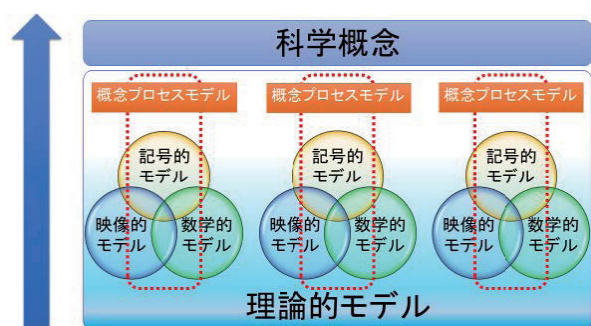 科学概念
概念プロセスモデル 概念プロセスモデル 概念プロセスモデル
記号的 記号的 記号的
モデル モデル モデル
映像的 数学的 映像的 数学的 映像的 数学的
モデル モデル モデル モデル モデル モデル
理論的モデル